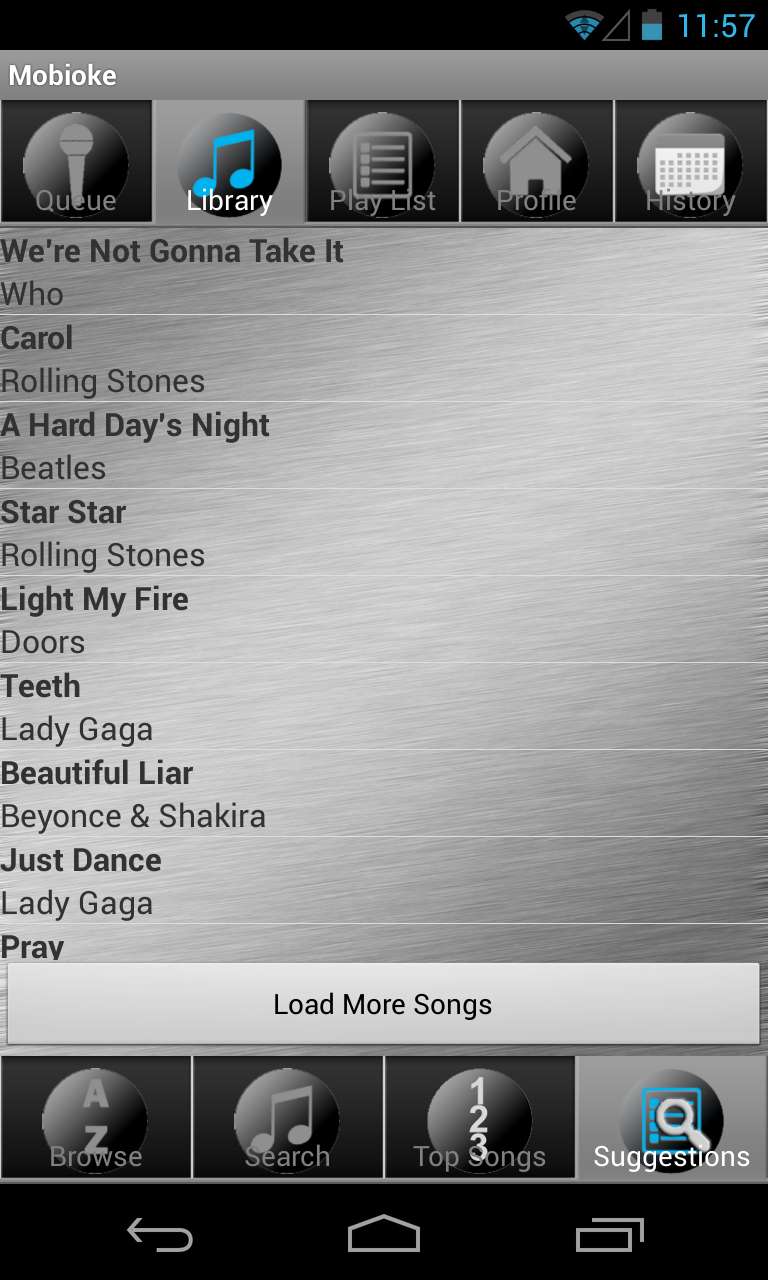 11:57
Mobioke
Queue
Library
Play List
Profile
History
We're Not Gonna Take It
Who
Carol
Rolling Stones
A Hard Day's Night
Beatles
Star Star
Rolling Stones
Light My Fire
Doors
Teeth
Lady Gaga
Beautiful Liar
Beyonce & Shakira
Just Dance
Lady Gaga
Pray
Load More Songs
A
Z
Browse
Search
1
2
3
Top Songs
Suggestions